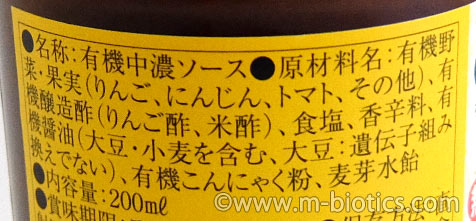 ●名称:有機中濃ソース●原材料名:有機野
菜・果実(りんご、にんじん、トマト、その他)、有
機醸造酢(りんご酢、米酢)、食塩、香辛料、有
機醤油(大豆・小麦を含む、大豆:遺伝子組み
換えでない)、有機こんにゃく粉、麦芽水飴
●内容量:200ml
●賞味期限
www.m-biotics.com